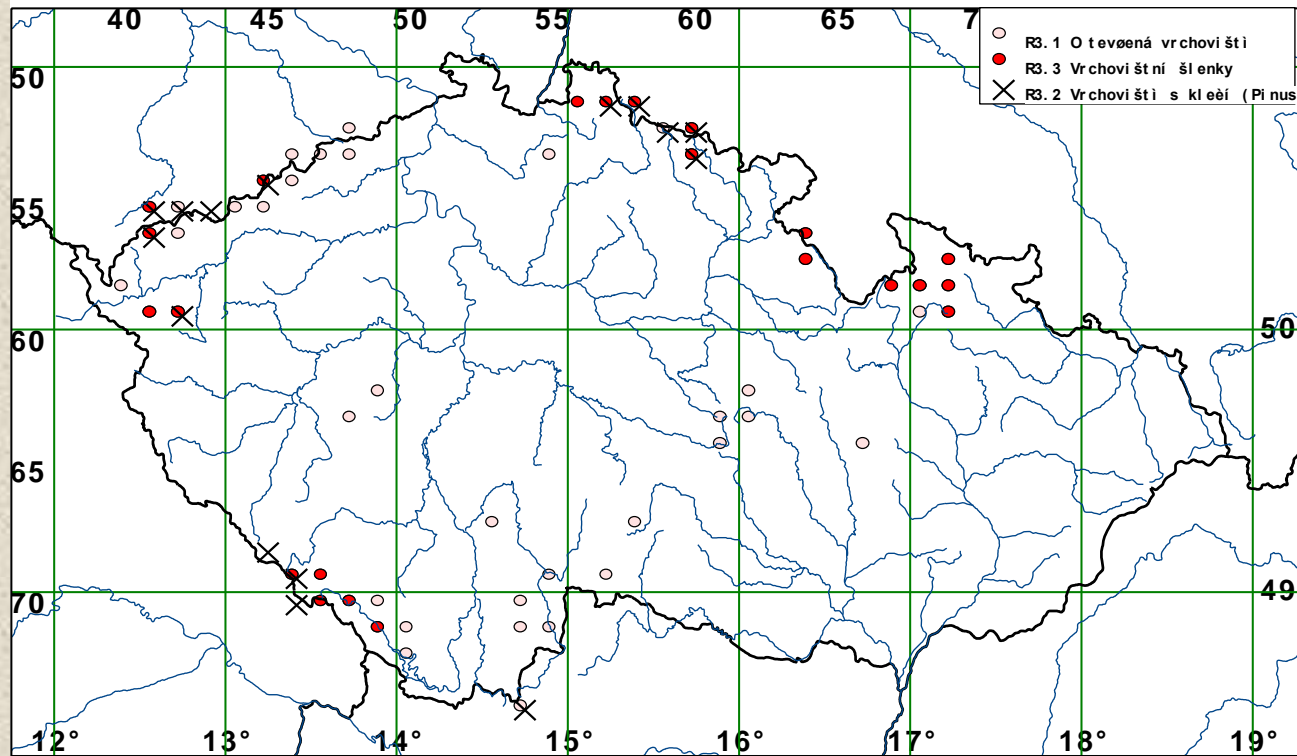 40 45 50 55 60 65 7
R3. 1 O t evøená vr chovi št ì
R3. 3 Vr chovi št ní šl enky
R3. 2 Vr chovi št ì s kl eèí ( Pi nus
50
55
60 50
65
70 49
12° 13° 14° 15° 16° 17° 18° 19°